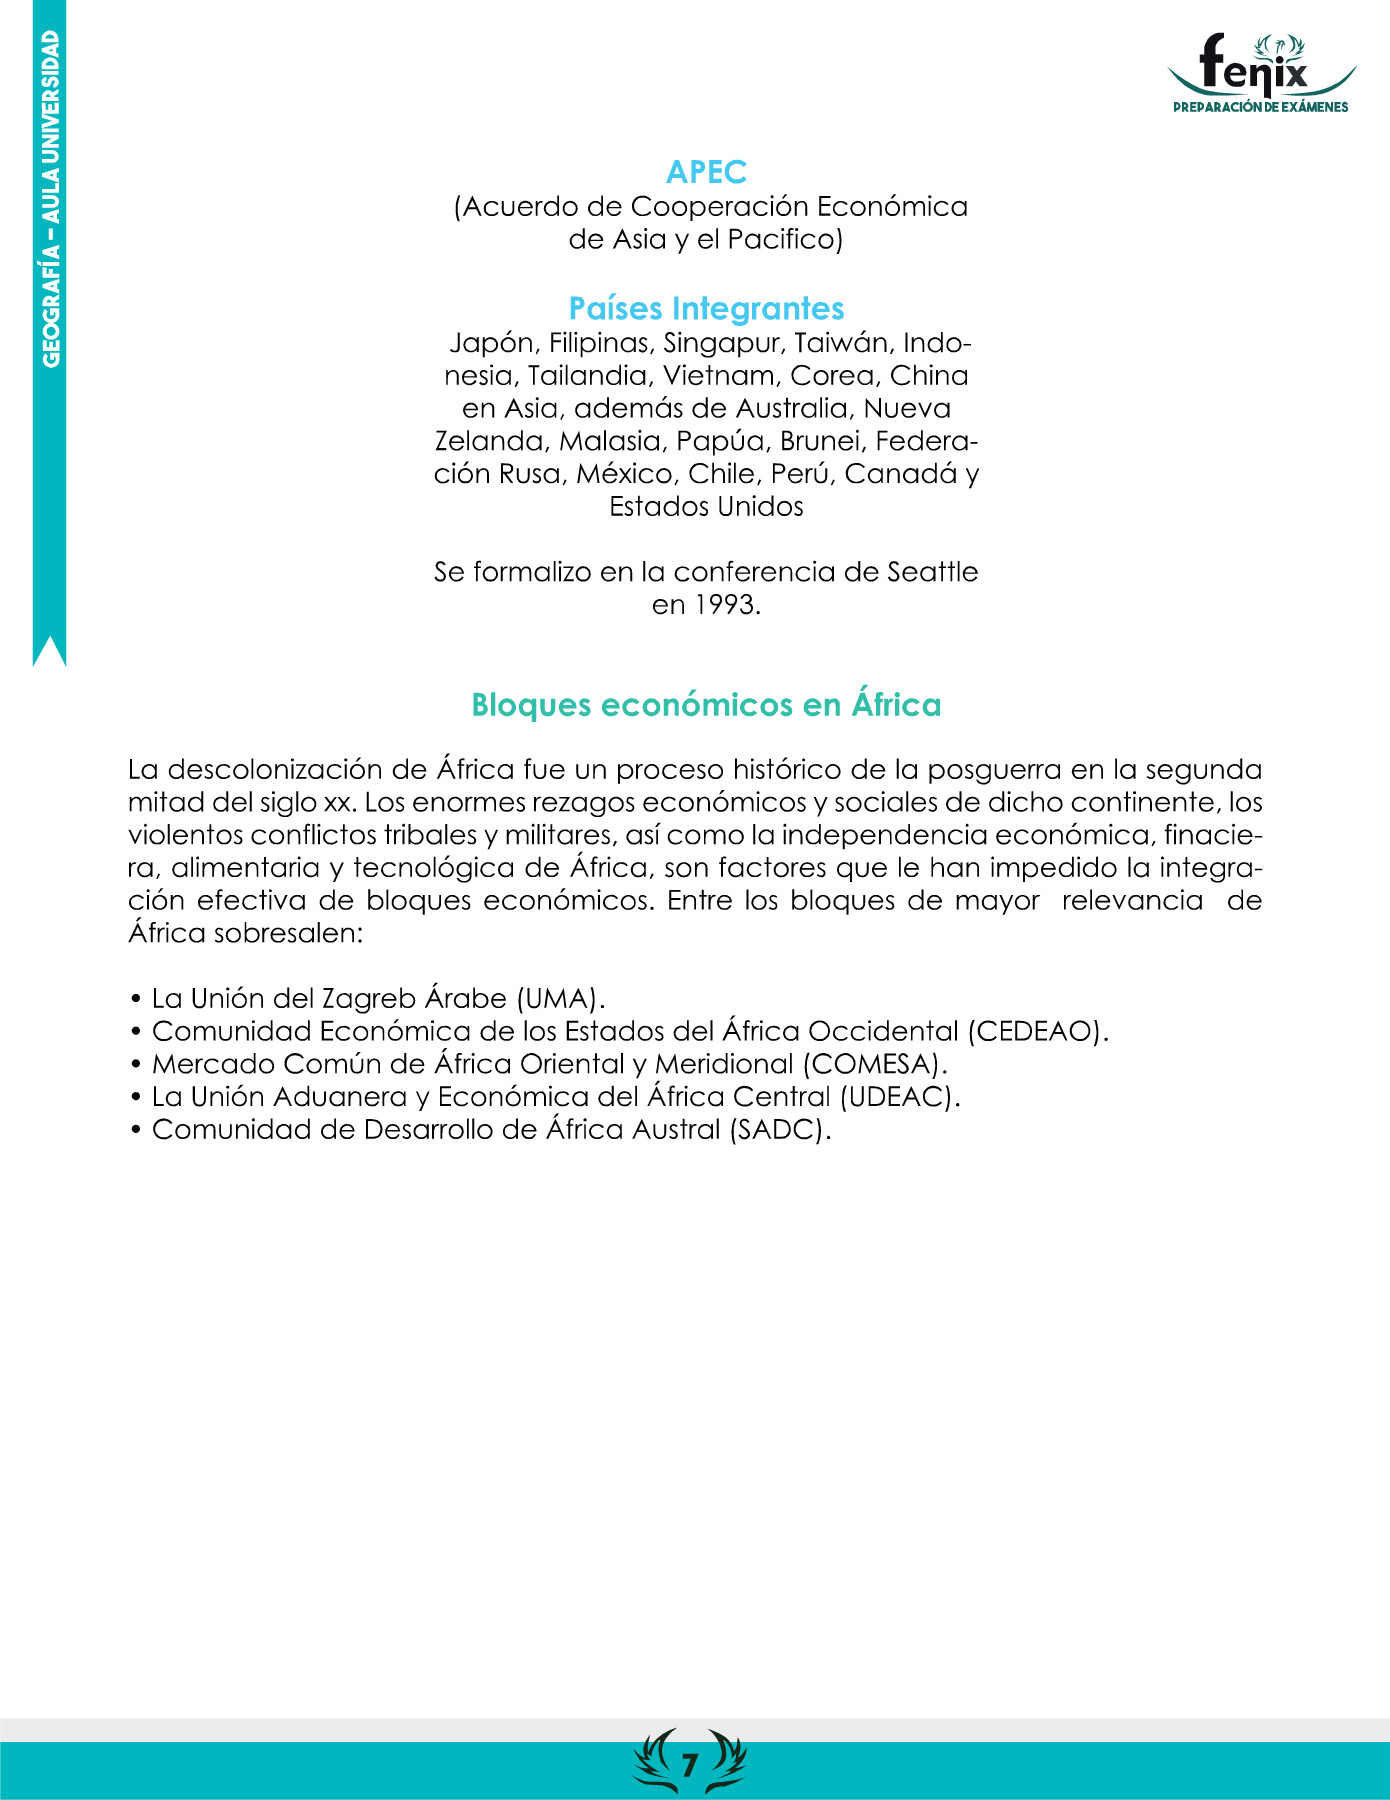 GEOGRAFÍA – AULA UNIVERSIDAD
fenix
PREPARACIÓN DE EXÁMENES
APEC
(Acuerdo de Cooperación Económica
de Asia y el Pacifico)
Países Integrantes
Japón, Filipinas, Singapur, Taiwán, Indo-
nesia, Tailandia, Vietnam, Corea, China
en Asia, además de Australia, Nueva
Zelanda, Malasia, Papúa, Brunei, Federa-
ción Rusa, México, Chile, Perú, Canadá y
Estados Unidos
Se formalizo en la conferencia de Seattle
en 1993.
Bloques económicos en África
La descolonización de África fue un proceso histórico de la posguerra en la segunda
mitad del siglo xx. Los enormes rezagos económicos y sociales de dicho continente, los
violentos conflictos tribales y militares, así como la independencia económica, finacie-
ra, alimentaria y tecnológica de África, son factores que le han impedido la integra-
ción efectiva de bloques económicos. Entre los bloques de mayor relevancia de
África sobresalen:
• La Unión del Zagreb Árabe (UMA).
• Comunidad Económica de los Estados del África Occidental (CEDEAO).
• Mercado Común de África Oriental y Meridional (COMESA).
• La Unión Aduanera y Económica del África Central (UDEAC).
• Comunidad de Desarrollo de África Austral (SADC).
7